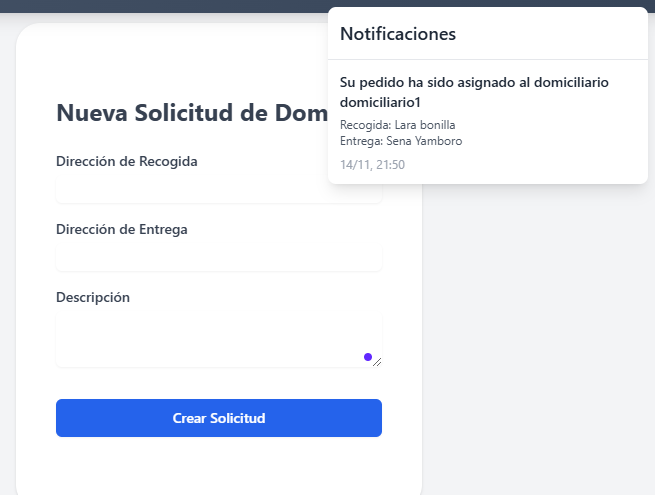 Notificaciones
Su pedido ha sido asignado al domiciliario
domiciliario1
Recogida: Lara bonilla
Entrega: Sena Yamboro
14/11, 21:50
Nueva Solicitud de Dom
Dirección de Recogida
Dirección de Entrega
Descripción
Crear Solicitud